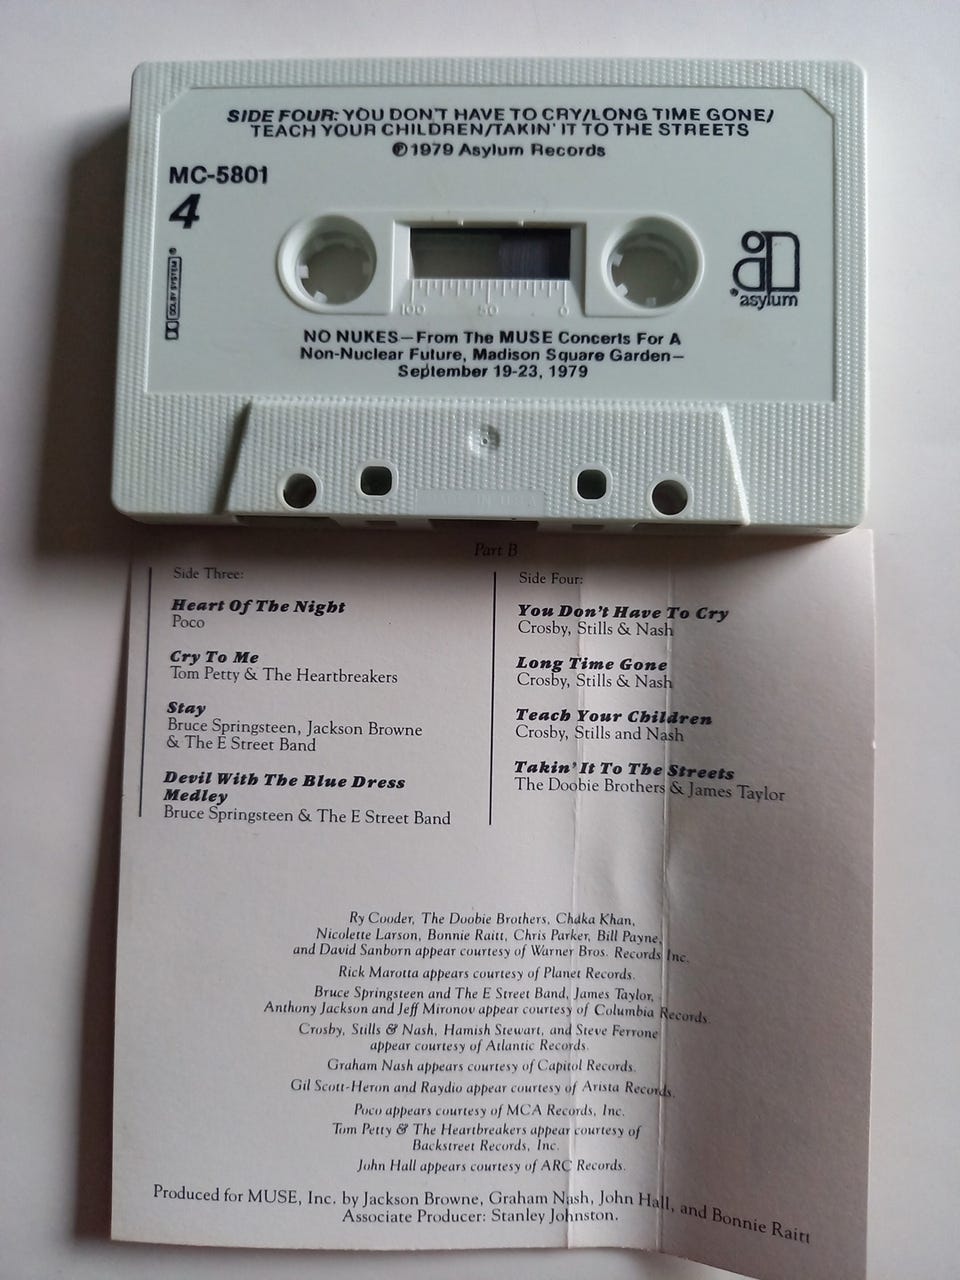 SIDE FOUR: YOU DON'T HAVE TO CRY/LONG TIME GONE/
TEACH YOUR CHILDREN/TAKIN' IT TO THE STREETS
Ⓟ1979 Asylum Records
MC-5801
4
DOLBY SYSTEM ®
100 50 0
® asylum
NO NUKES—From The MUSE Concerts For A
Non-Nuclear Future, Madison Square Garden—
September 19-23, 1979
Part B
Side Three:
Heart Of The Night
Poco
Cry To Me
Tom Petty & The Heartbreakers
Stay
Bruce Springsteen, Jackson Browne
& The E Street Band
Devil With The Blue Dress
Medley
Bruce Springsteen & The E Street Band
Side Four:
You Don't Have To Cry
Crosby, Stills & Nash
Long Time Gone
Crosby, Stills & Nash
Teach Your Children
Crosby, Stills and Nash
Takin' It To The Streets
The Doobie Brothers & James Taylor
Ry Cooder, The Doobie Brothers, Chaka Khan,
Nicolette Larson, Bonnie Raitt, Chris Parker, Bill Payne,
and David Sanborn appear courtesy of Warner Bros. Records Inc.
Rick Marotta appears courtesy of Planet Records.
Bruce Springsteen and The E Street Band, James Taylor,
Anthony Jackson and Jeff Mironov appear courtesy of Columbia Records.
Crosby, Stills & Nash, Hamish Stewart, and Steve Ferrone
appear courtesy of Atlantic Records.
Graham Nash appears courtesy of Capitol Records.
Gil Scott-Heron and Raydio appear courtesy of Arista Records.
Poco appears courtesy of MCA Records, Inc.
Tom Petty & The Heartbreakers appear courtesy of
Backstreet Records, Inc.
John Hall appears courtesy of ARC Records.
Produced for MUSE, Inc. by Jackson Browne, Graham Nash, John Hall, and Bonnie Raitt
Associate Producer: Stanley Johnston.